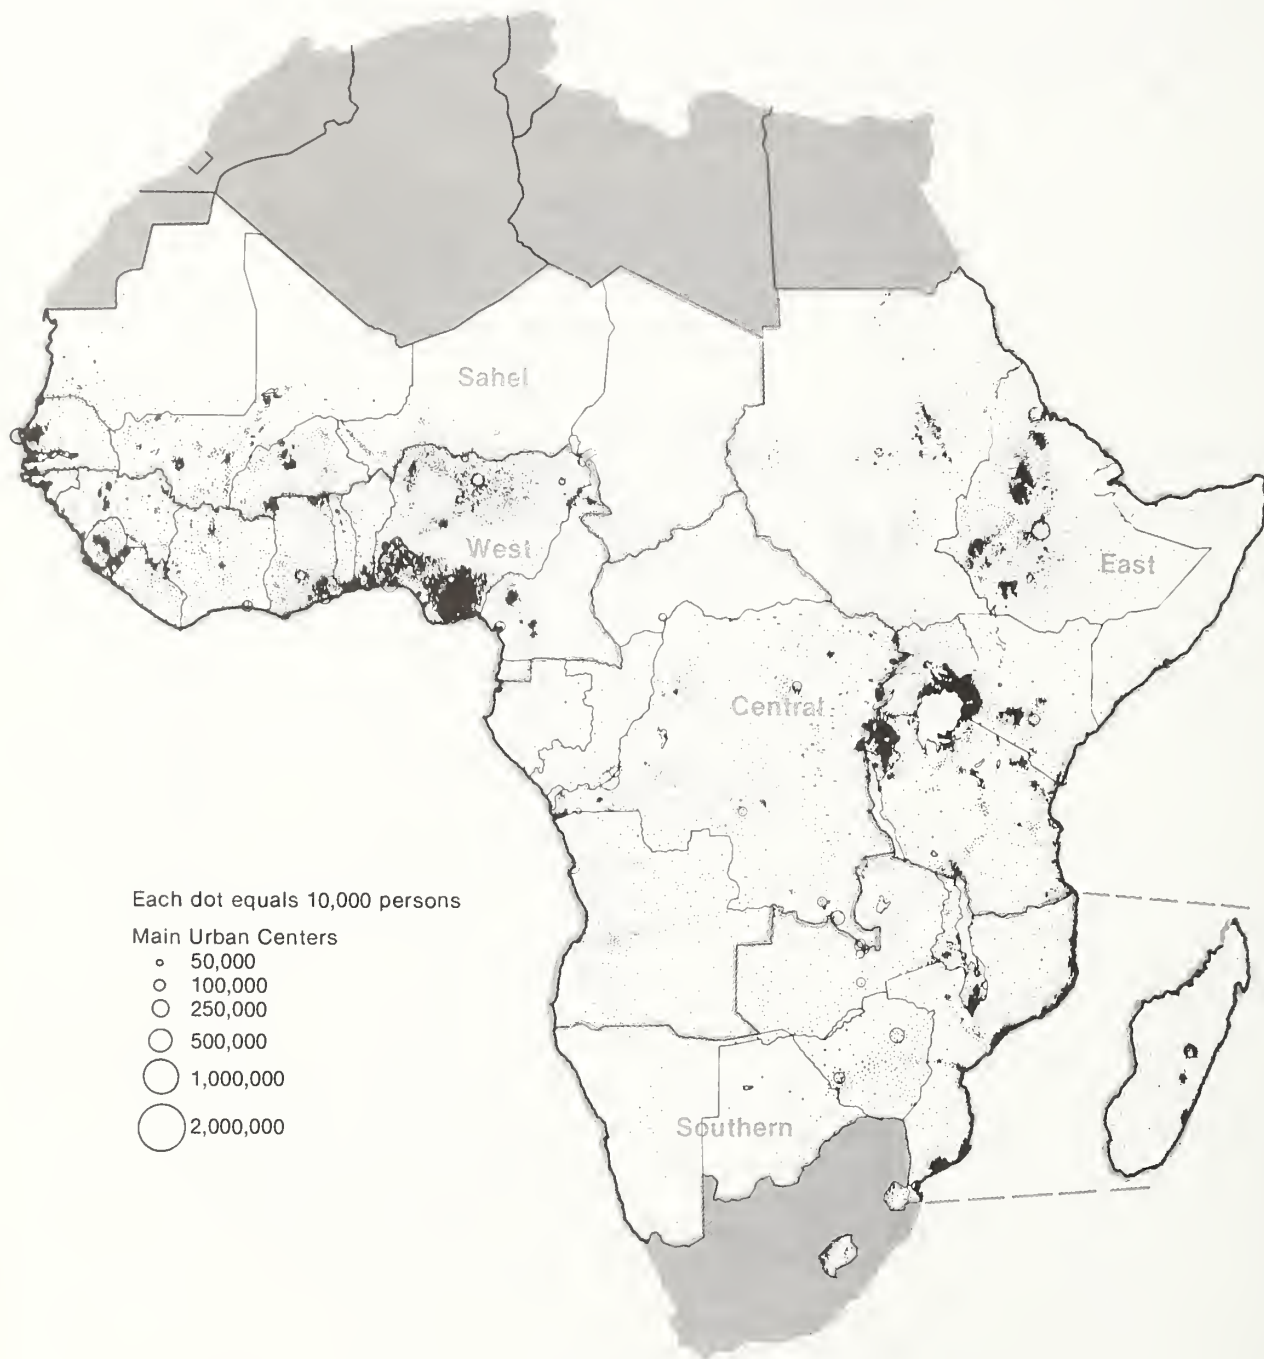 Sahel
West
East
Central
Each dot equals 10,000 persons
Main Urban Centers
50,000
100,000
250,000
500,000
1,000,000
2,000,000
Southern